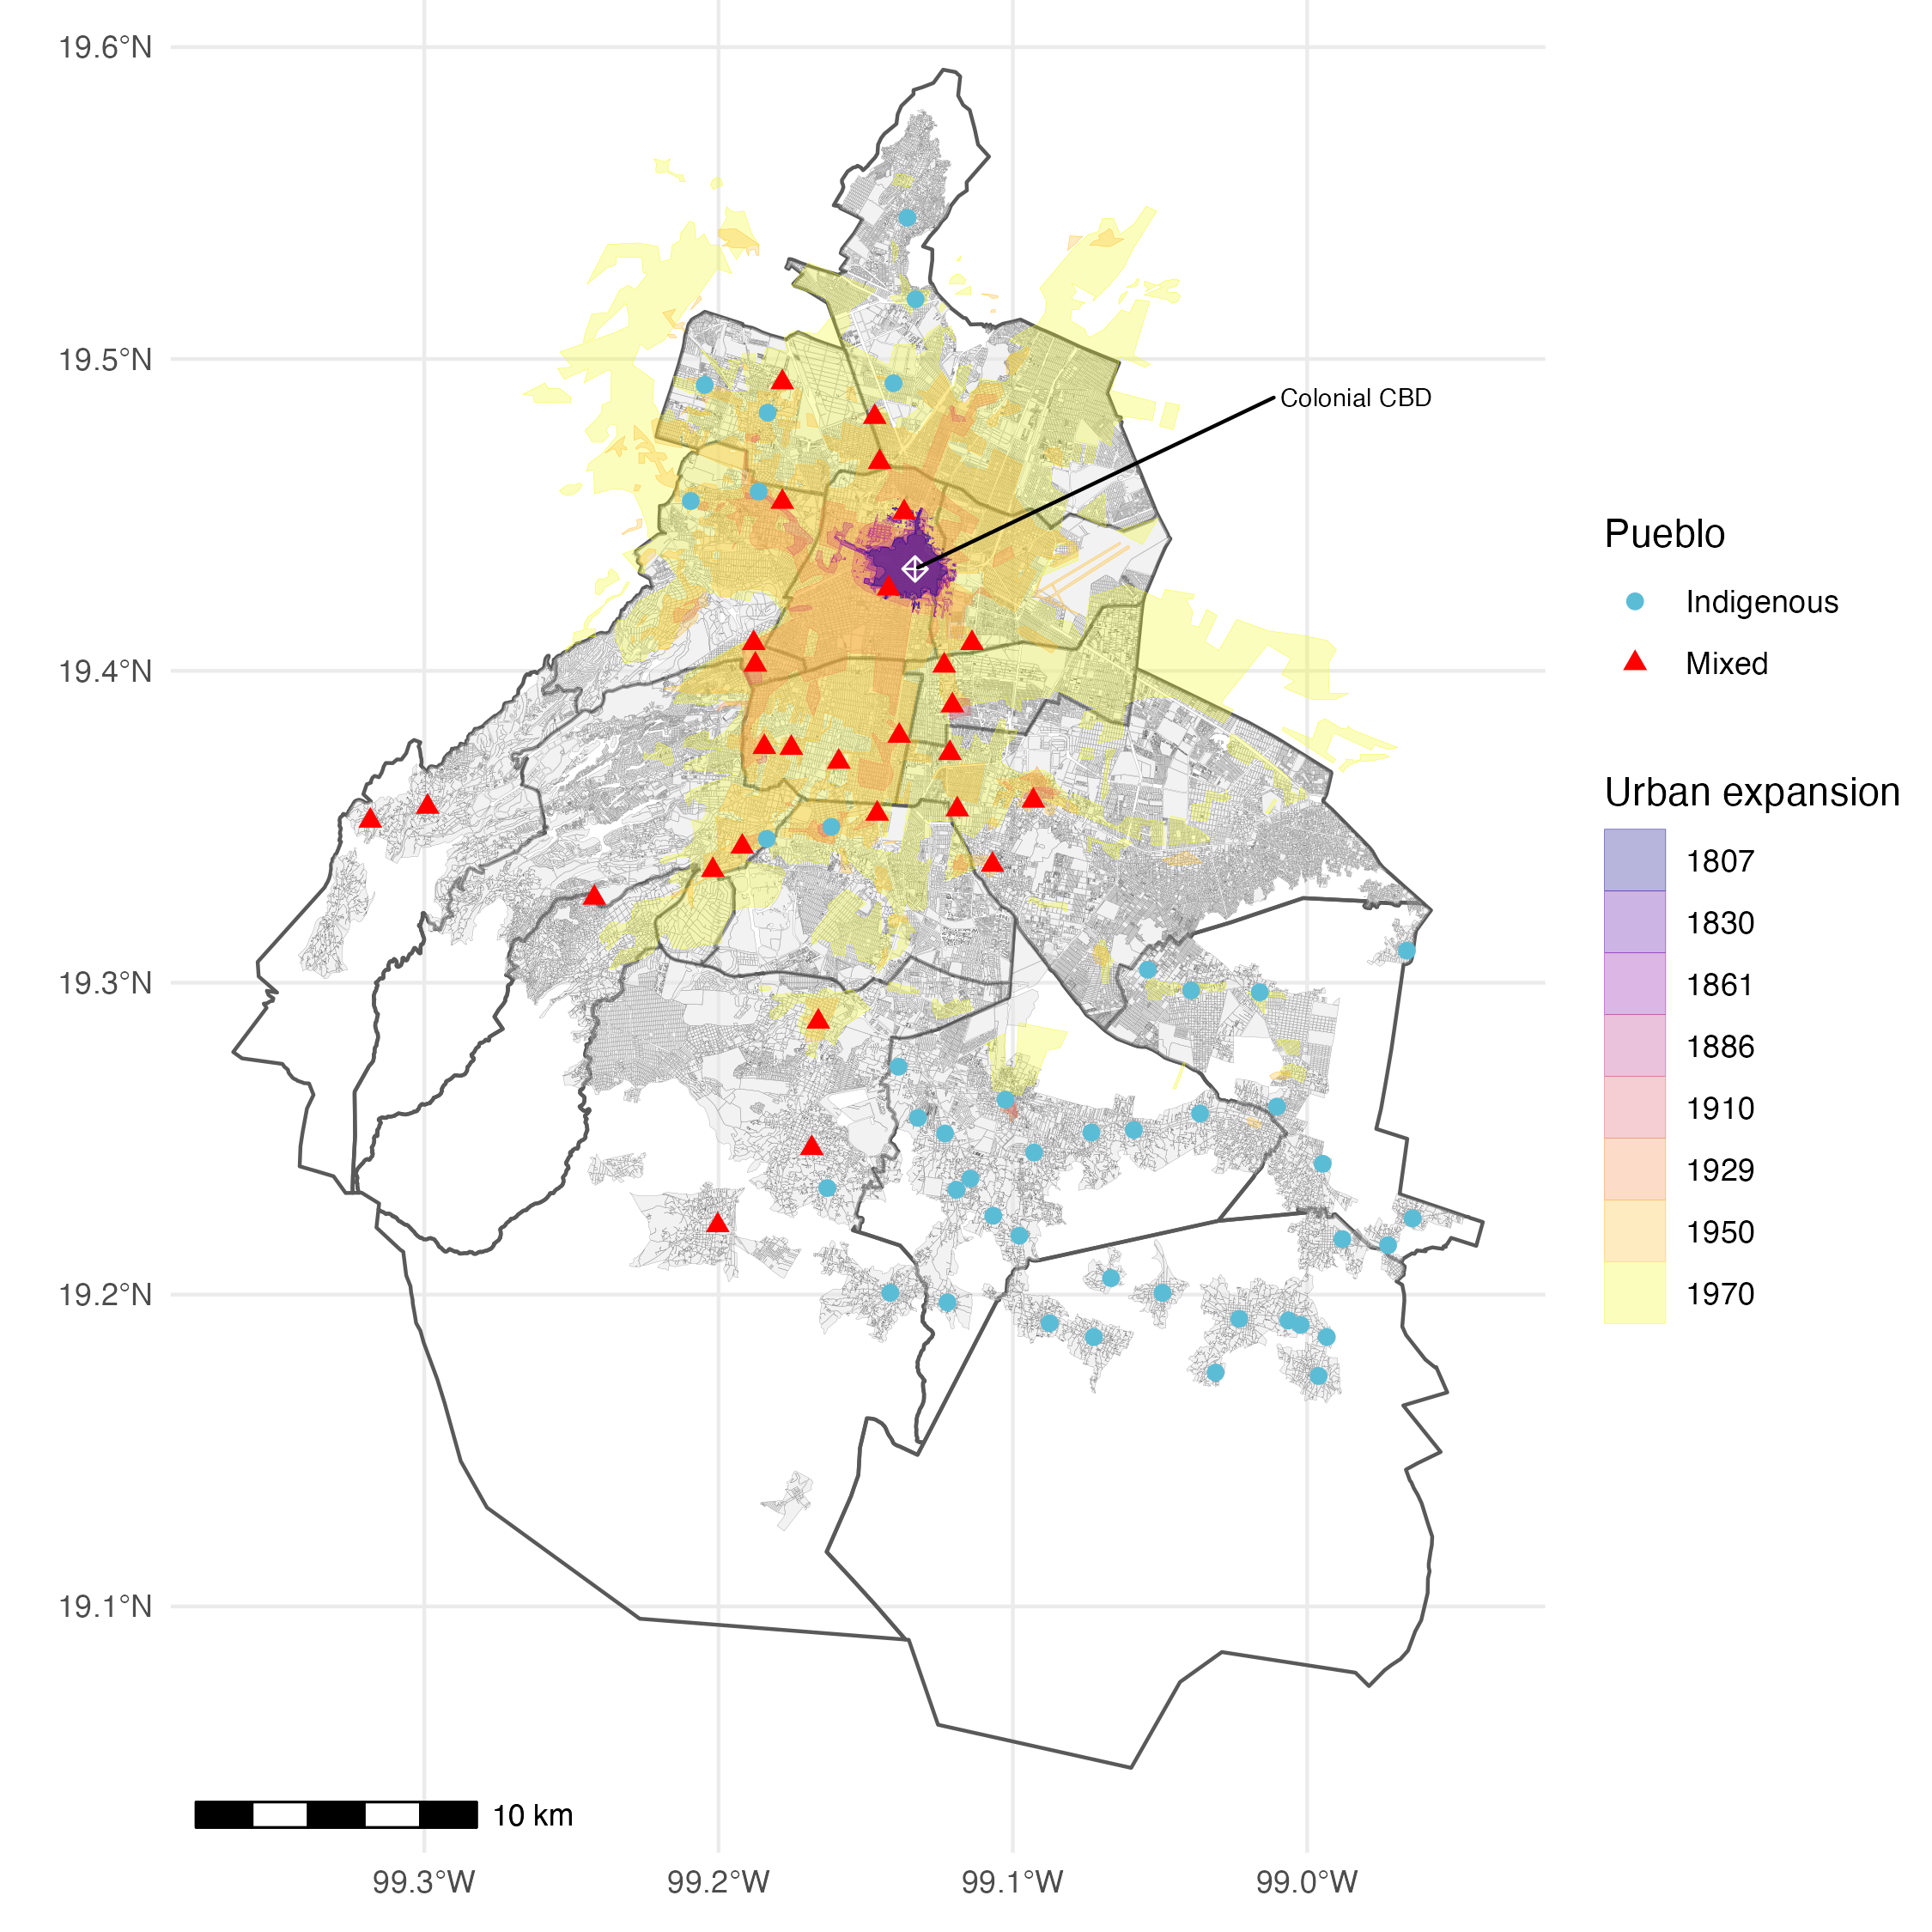 19.6°N
19.5°N
19.4°N
19.3°N
19.2°N
19.1°N
Colonial CBD
10 km
99.3°W
99.2°W
99.1°W
99.0°W
Pueblo
Indigenous
Mixed
Urban expansion
1807
1830
1861
1886
1910
1929
1950
1970